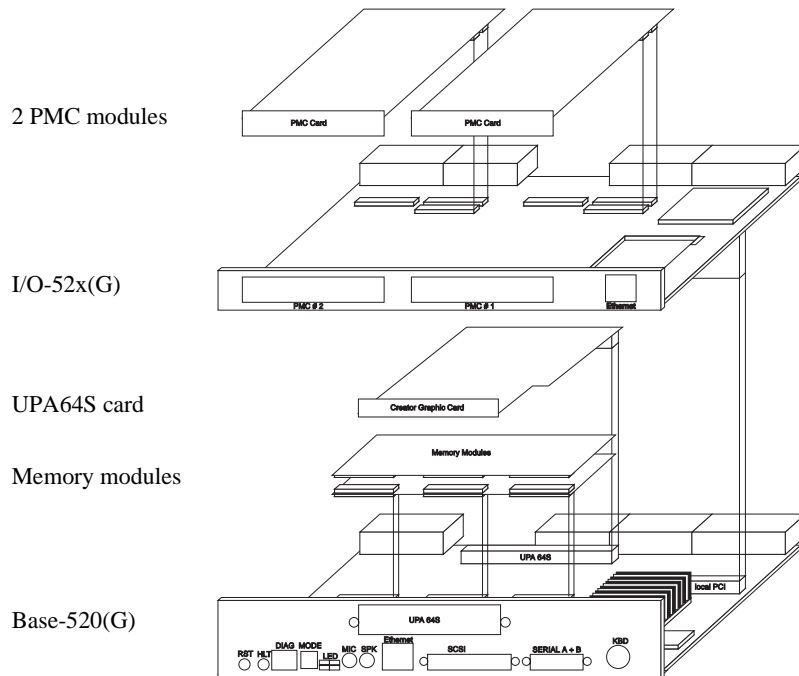 2 PMC modules
PMC Card
PMC Card
I/O-52x(G)
PMC # 2
PMC # 1
Ethernet
UPA64S card
Creator Graphic Card
Memory modules
Memory Modules
UPA 64S
local PCI
Base-520(G)
UPA 64S
RST
HLT
DIAG
MODE
LED
MIC
SPK
Ethernet
SCSI
SERIAL A + B
KBD